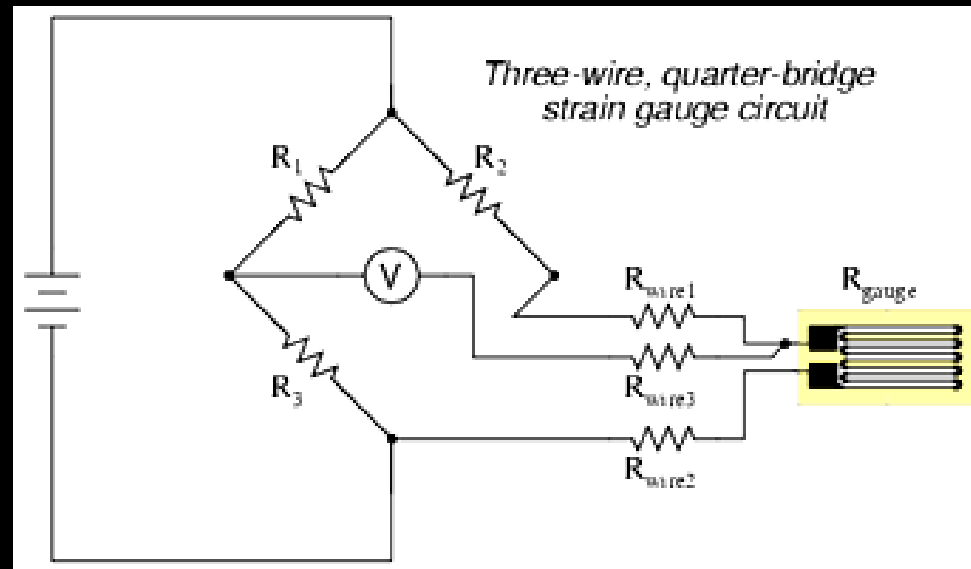 Three-wire, quarter-bridge
strain gauge circuit
R1
R2
V
Rwire1
Rgauge
R3
Rwire3
Rwire2